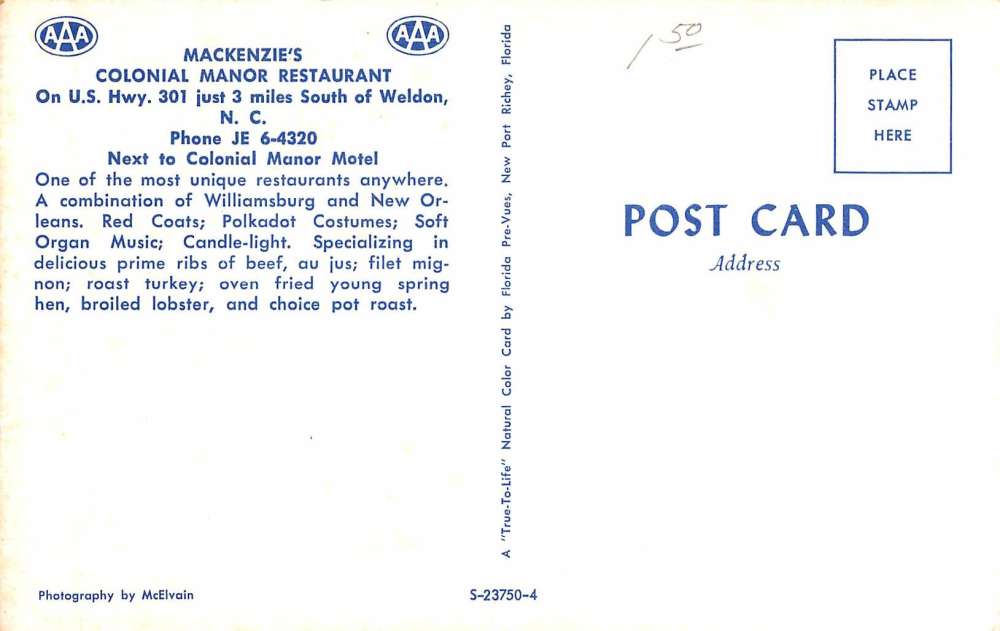 AAA AAA
MACKENZIE'S
COLONIAL MANOR RESTAURANT
On U.S. Hwy. 301 just 3 miles South of Weldon,
N. C.
Phone JE 6-4320
Next to Colonial Manor Motel
One of the most unique restaurants anywhere.
A combination of Williamsburg and New Or-
leans. Red Coats; Polkadot Costumes; Soft
Organ Music; Candle-light. Specializing in
delicious prime ribs of beef, au jus; filet mig-
non; roast turkey; oven fried young spring
hen, broiled lobster, and choice pot roast.
Photography by McElvain
A "True-To-Life" Natural Color Card by Florida Pre-Vues, New Port Richey, Florida
S-23750-4
1 50
PLACE
STAMP
HERE
POST CARD
Address